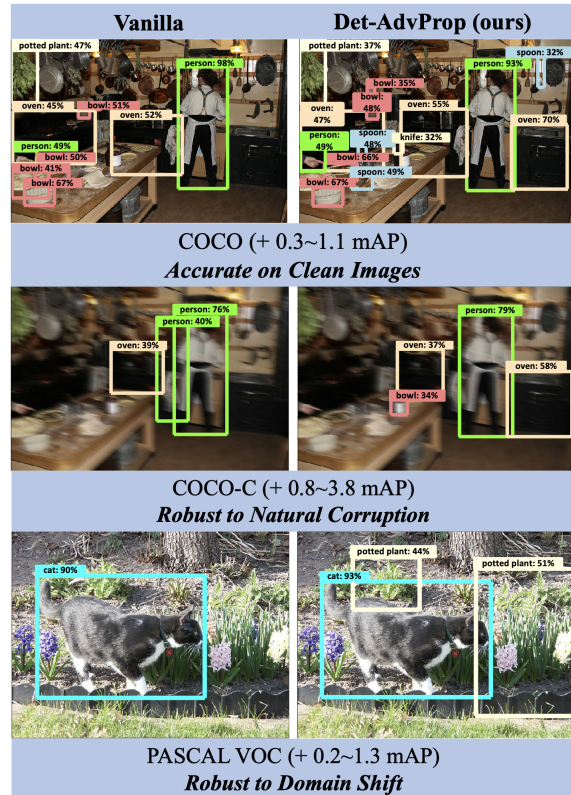 Vanilla
Det-AdvProp (ours)
potted plant: 47%
person: 98%
oven: 45%
bowl: 51%
oven: 52%
person: 49%
bowl: 50%
bowl: 41%
bowl: 67%
potted plant: 37%
spoon: 32%
person: 93%
bowl: 35%
bowl: 48%
oven: 55%
oven: 47%
oven: 70%
person: 49%
spoon: 48%
knife: 32%
bowl: 66%
spoon: 49%
bowl: 67%
COCO (+ 0.3~1.1 mAP)
Accurate on Clean Images
person: 76%
person: 40%
oven: 39%
person: 79%
oven: 37%
oven: 58%
bowl: 34%
COCO-C (+ 0.8~3.8 mAP)
Robust to Natural Corruption
cat: 90%
potted plant: 44%
potted plant: 51%
cat: 93%
PASCAL VOC (+ 0.2~1.3 mAP)
Robust to Domain Shift